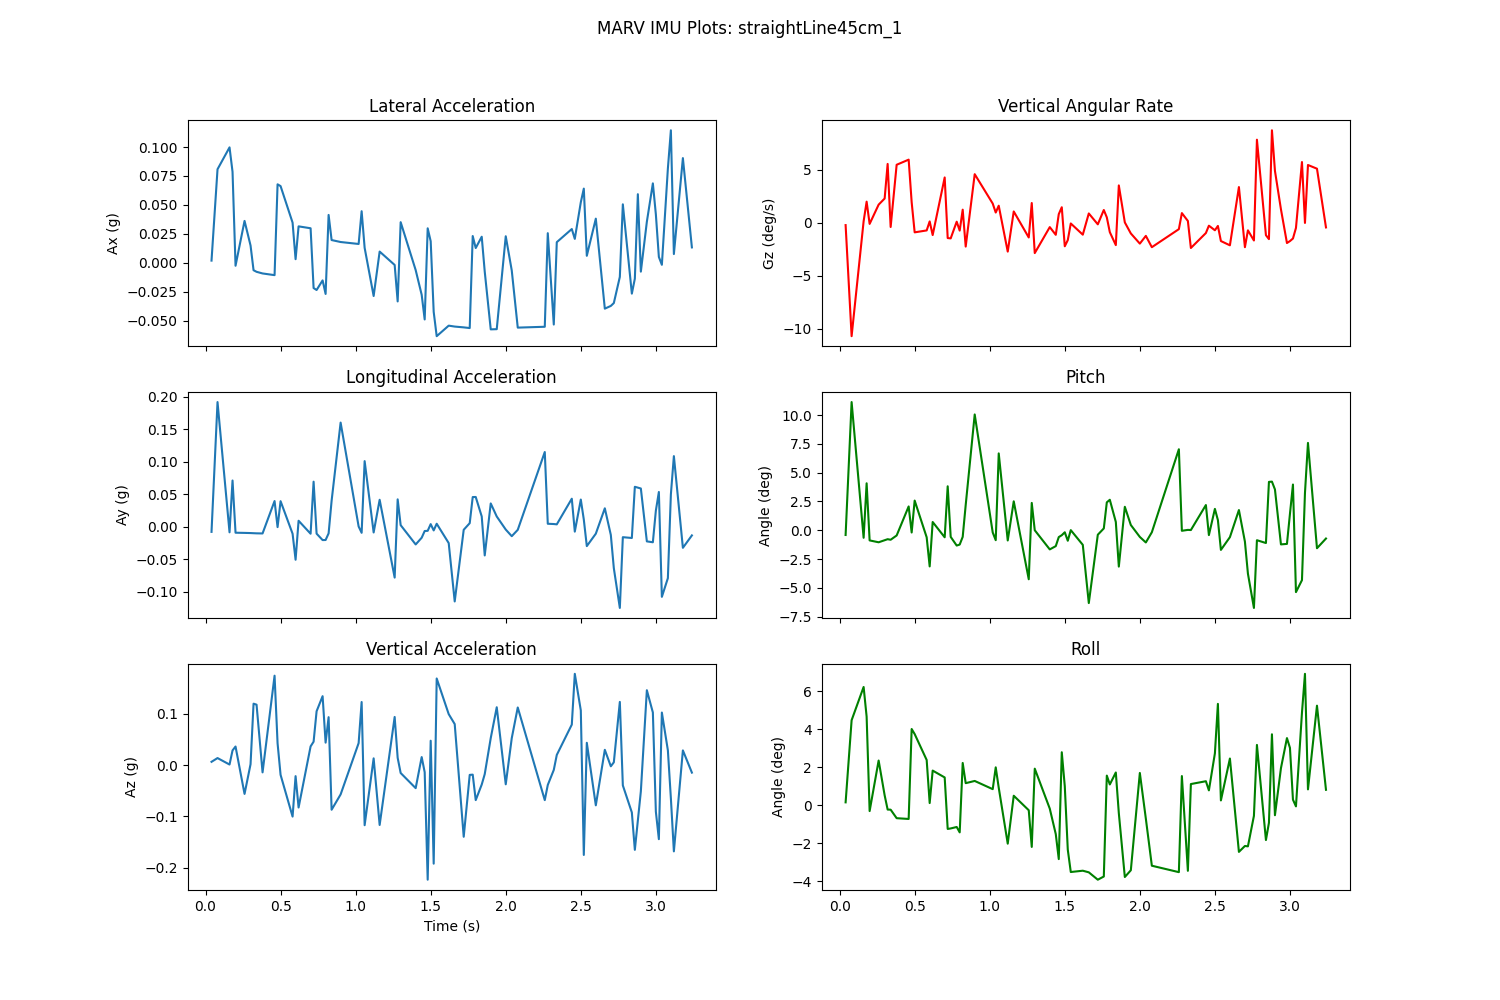 MARV IMU Plots: straightLine45cm_1
Lateral Acceleration
Ax (g)
0.100
0.075
0.050
0.025
0.000
−0.025
−0.050
Vertical Angular Rate
Gz (deg/s)
5
0
−5
−10
Longitudinal Acceleration
Ay (g)
0.20
0.15
0.10
0.05
0.00
−0.05
−0.10
Pitch
Angle (deg)
10.0
7.5
5.0
2.5
0.0
−2.5
−5.0
−7.5
Vertical Acceleration
Az (g)
0.1
0.0
−0.1
−0.2
0.0 0.5 1.0 1.5 2.0 2.5 3.0
Time (s)
Roll
Angle (deg)
6
4
2
0
−2
−4
0.0 0.5 1.0 1.5 2.0 2.5 3.0